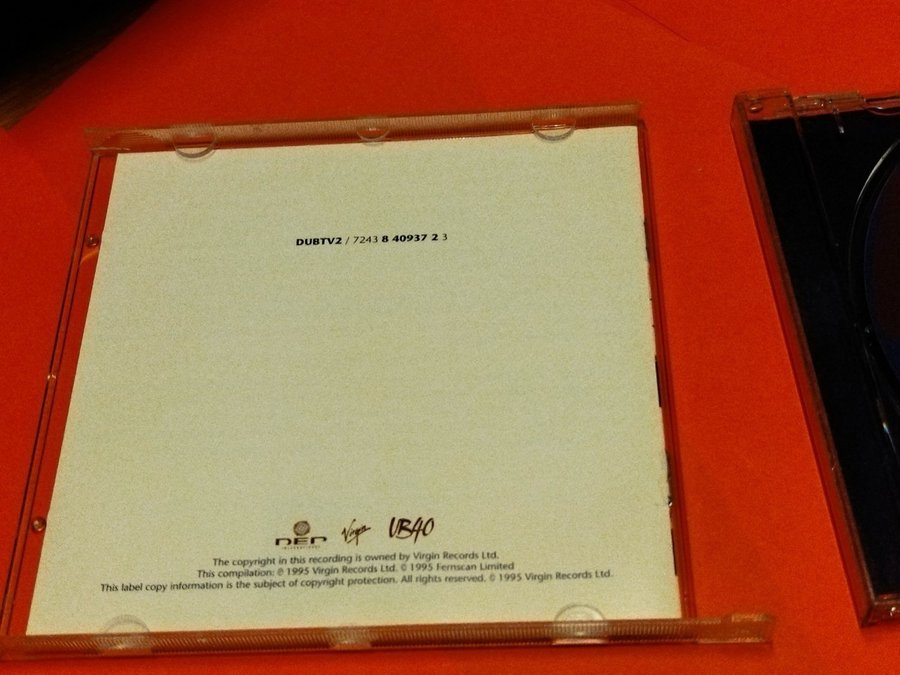 DUBTV2 / 7243 8 40937 2 3
DEP
INTERNATIONAL
Virgin
UB40
The copyright in this recording is owned by Virgin Records Ltd.
This compilation: ℗ 1995 Virgin Records Ltd. © 1995 Fernscan Limited
This label copy information is the subject of copyright protection. All rights reserved. © 1995 Virgin Records Ltd.